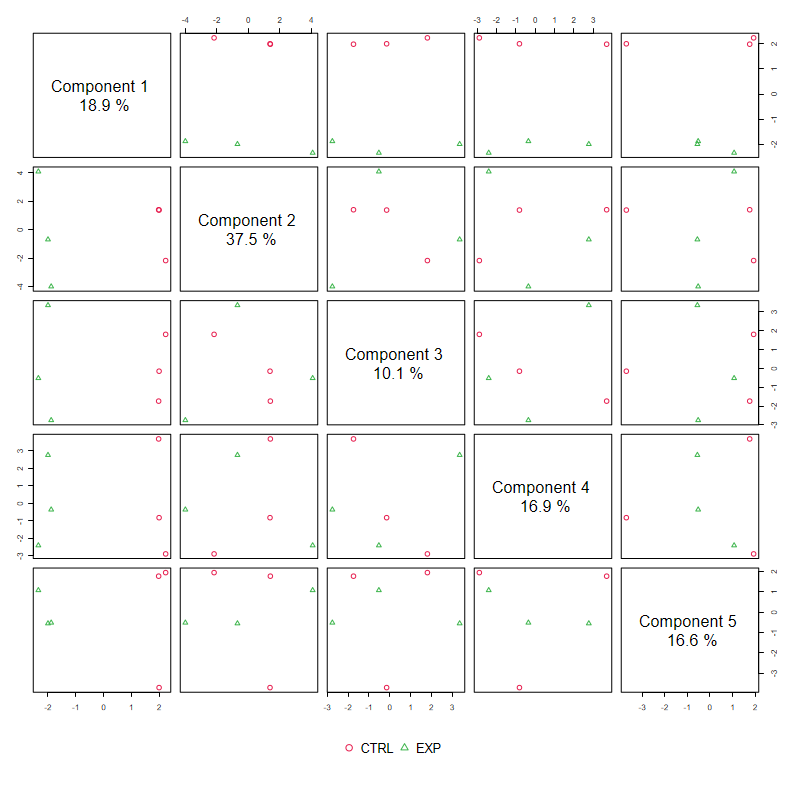 -4 -2 0 2 4 -3 -2 -1 0 1 2 3
Component 1
18.9 %
-2 -1 0 1 2
-4 -2 0 2 4
Component 2
37.5 %
Component 3
10.1 %
-3 -2 -1 0 1 2 3
-3 -2 -1 0 1 2 3
Component 4
16.9 %
Component 5
16.6 %
-3 -2 -1 0 1 2
-2 -1 0 1 2 -3 -2 -1 0 1 2 3 -3 -2 -1 0 1 2
CTRL EXP